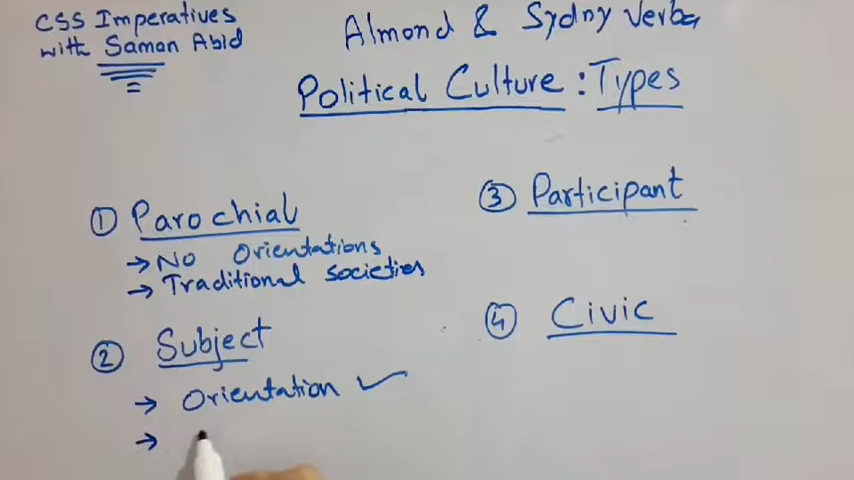 CSS Imperatives
with Saman Abid
Almond & Sydny Verba
Political Culture : Types
① Parochial
→ No Orientations
→ Traditional societies
② Subject
→ Orientation ✓
→
③ Participant
④ Civic